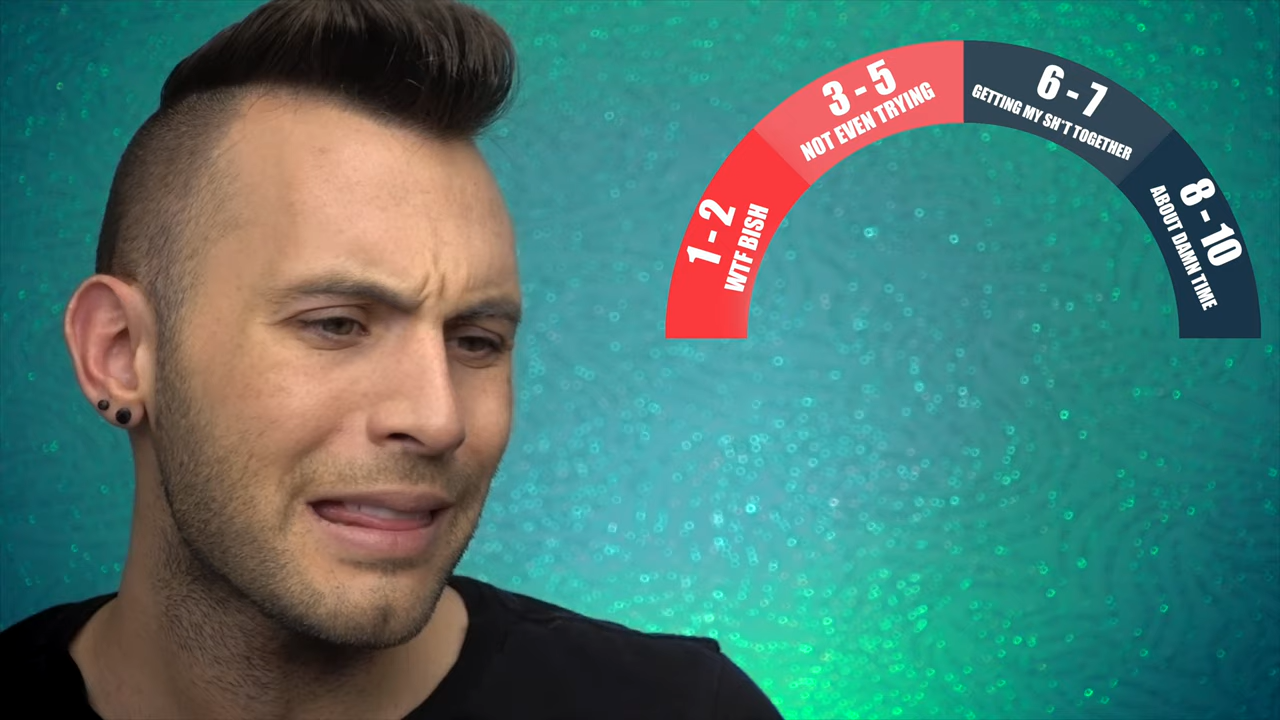 1 - 2
WTF BISH
3 - 5
NOT EVEN TRYING
6 - 7
GETTING MY SH*T TOGETHER
8 - 10
ABOUT DAMN TIME